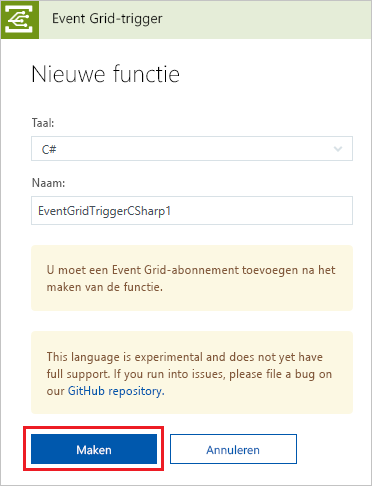 Event Grid-trigger
Nieuwe functie
Taal:
C#
Naam:
EventGridTriggerCSharp1
U moet een Event Grid-abonnement toevoegen na het
maken van de functie.
This language is experimental and does not yet have
full support. If you run into issues, please file a bug on
our GitHub repository.
Maken
Annuleren